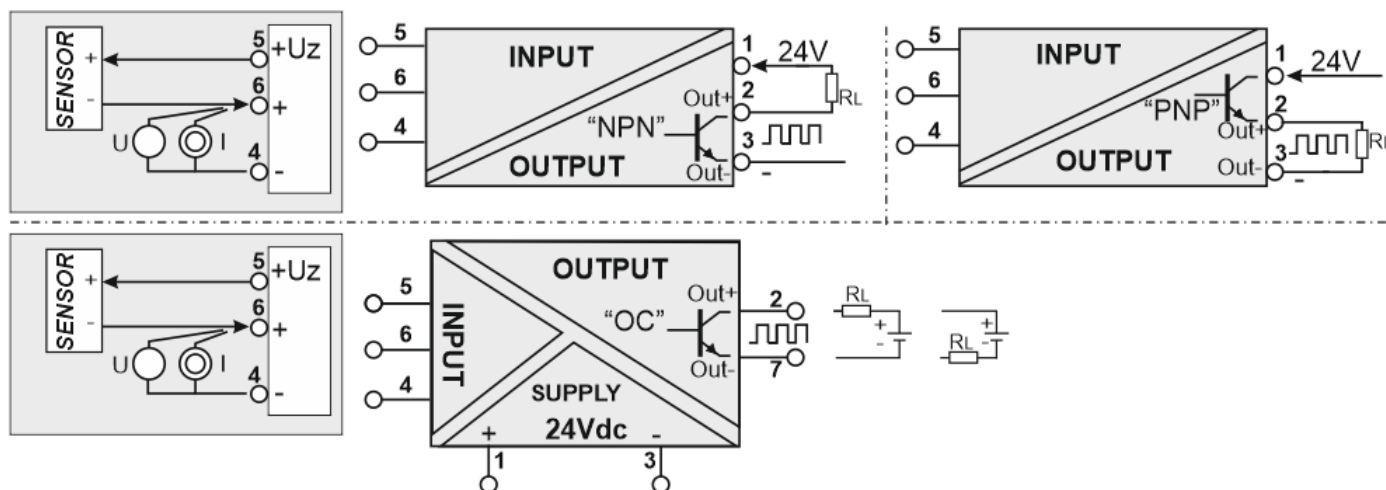 SENSOR
+
-
5
+Uz
6
+
U
I
4
-
5
6
4
INPUT
OUTPUT
"NPN"
Out+
Out-
1
24V
2
RL
3
-
5
6
4
INPUT
OUTPUT
"PNP"
Out+
Out-
1
24V
2
3
-
SENSOR
+
-
5
+Uz
6
+
U
I
4
-
5
6
4
INPUT
OUTPUT
"OC"
Out+
Out-
2
7
SUPPLY
24Vdc
+
-
1
3
RL
+
-
+
-
RL